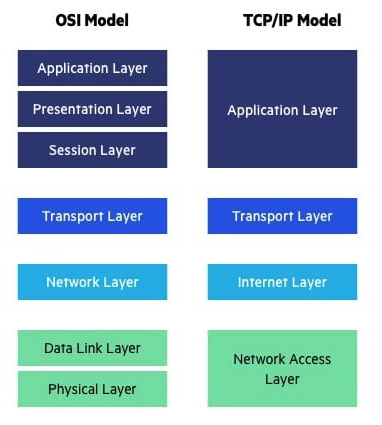 OSI Model
Application Layer
Presentation Layer
Session Layer
Transport Layer
Network Layer
Data Link Layer
Physical Layer
TCP/IP Model
Application Layer
Transport Layer
Internet Layer
Network Access
Layer